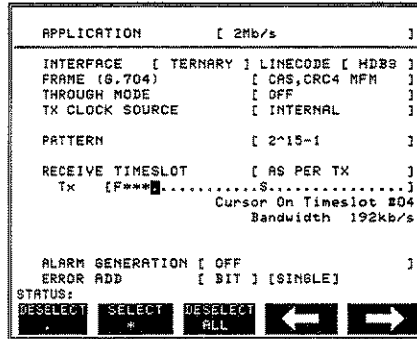 APPLICATION [ 2Mb/s ]
INTERFACE [ TERNARY ] LINECODE [ HDB3 ]
FRAME (G.704) [ CAS,CRC4 MFM ]
THROUGH MODE [ OFF ]
TX CLOCK SOURCE [ INTERNAL ]
PATTERN [ 2^15-1 ]
RECEIVE TIMESLOT [ AS PER TX ]
Tx [F***............S...............]
Cursor On Timeslot #04
Bandwidth 192kb/s
ALARM GENERATION [ OFF ]
ERROR ADD [ BIT ] [SINGLE]
STATUS:
DESELECT . SELECT * DESELECT ALL